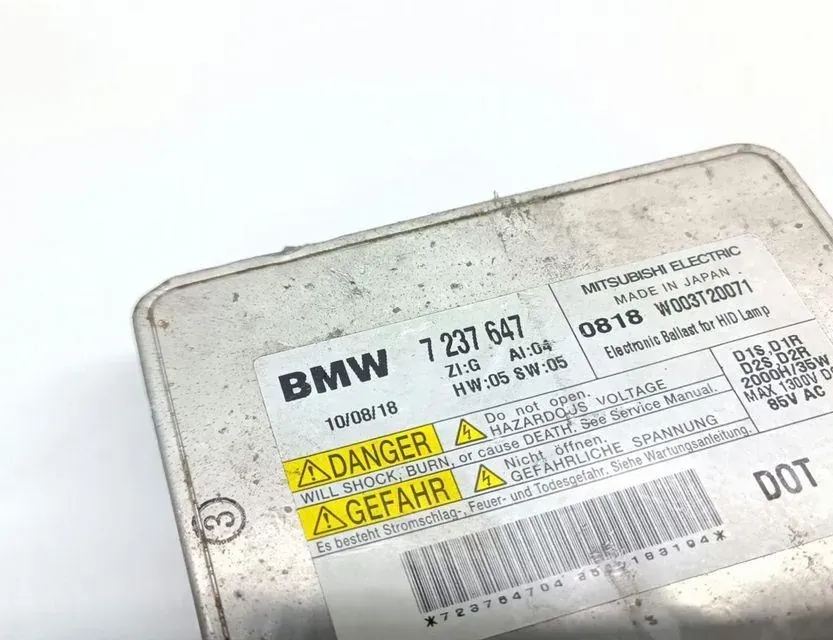 BMW 7 237 647
ZI:G AI:04
HW:05 SW:05
10/08/18
MITSUBISHI ELECTRIC
MADE IN JAPAN
0818 W003T20071
Electronic Ballast for HID Lamp
D1S D1R
D2S D2R
2000H/35W
MAX 1300V
85V AC
DANGER
Do not open.
HAZARDOUS VOLTAGE
WILL SHOCK, BURN, or cause DEATH. See Service Manual.
GEFAHR
Nicht öffnen.
GEFÄHRLICHE SPANNUNG
Es besteht Stromschlag-, Feuer- und Todesgefahr. Siehe Wartungsanleitung.
DOT
3